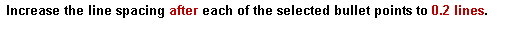 Increase the line spacing after each of the selected bullet points to 0.2 lines.